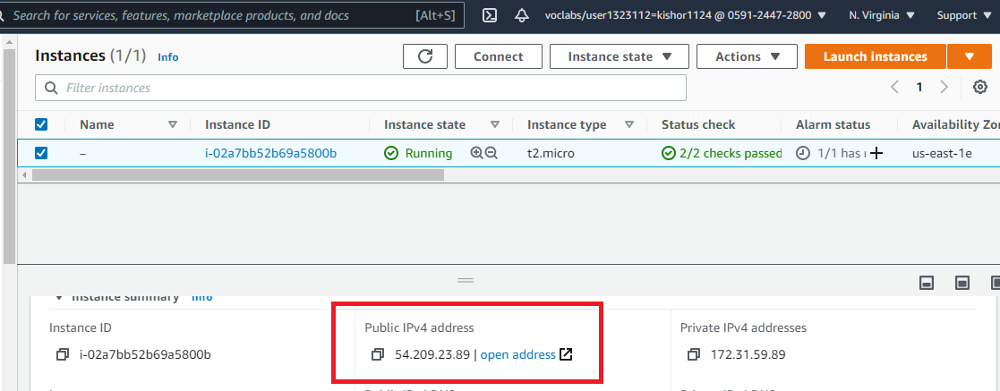 Search for services, features, marketplace products, and docs [Alt+S] voclabs/user1323112=kishor1124 @ 0591-2447-2800 N. Virginia Support
Instances (1/1) Info Connect Instance state Actions Launch instances
Filter instances 1
Name Instance ID Instance state Instance type Status check Alarm status Availability Zon
– i-02a7bb52b69a5800b Running t2.micro 2/2 checks passed 1/1 has us-east-1e
Instance summary Info
Instance ID Public IPv4 address Private IPv4 addresses
i-02a7bb52b69a5800b 54.209.23.89 | open address 172.31.59.89